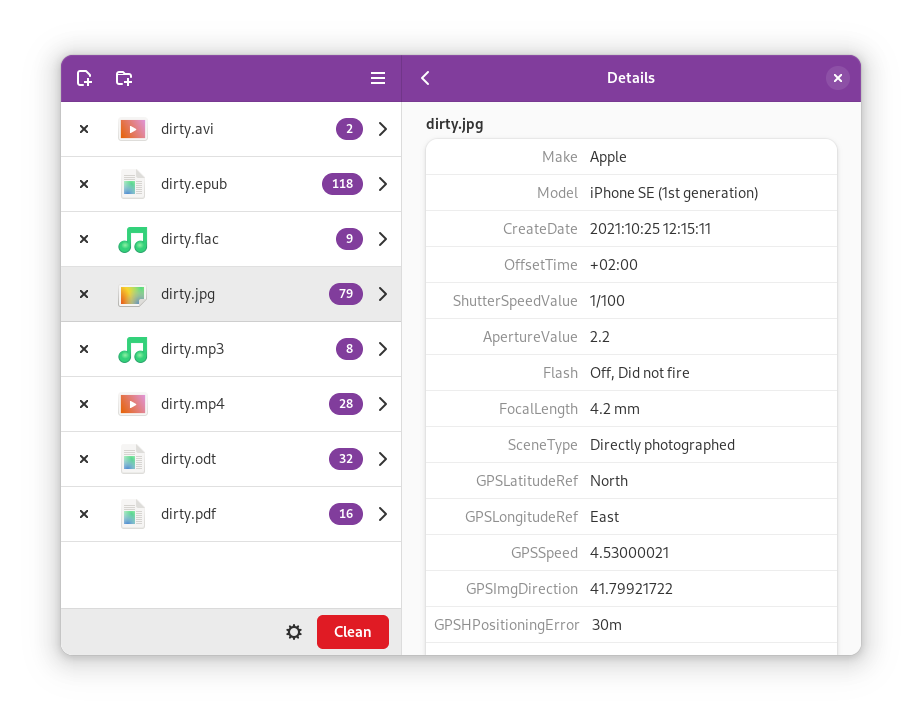 Details
dirty.avi 2
dirty.epub 118
dirty.flac 9
dirty.jpg 79
dirty.mp3 8
dirty.mp4 28
dirty.odt 32
dirty.pdf 16
Clean
dirty.jpg
Make Apple
Model iPhone SE (1st generation)
CreateDate 2021:10:25 12:15:11
OffsetTime +02:00
ShutterSpeedValue 1/100
ApertureValue 2.2
Flash Off, Did not fire
FocalLength 4.2 mm
SceneType Directly photographed
GPSLatitudeRef North
GPSLongitudeRef East
GPSSpeed 4.53000021
GPSImgDirection 41.79921722
GPSHPositioningError 30m